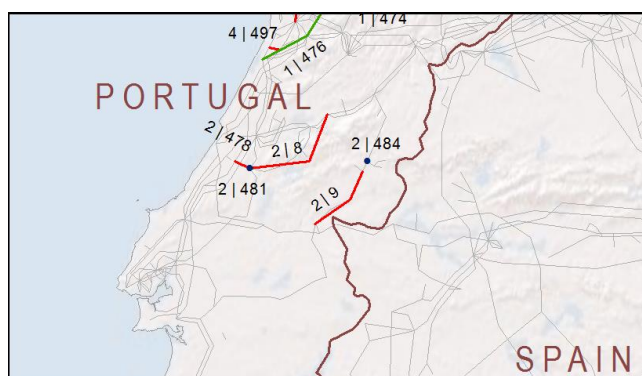 1 | 474
4 | 497
1 | 476
PORTUGAL
2 | 478
2 | 8
2 | 484
2 | 481
2 | 9
SPAIN